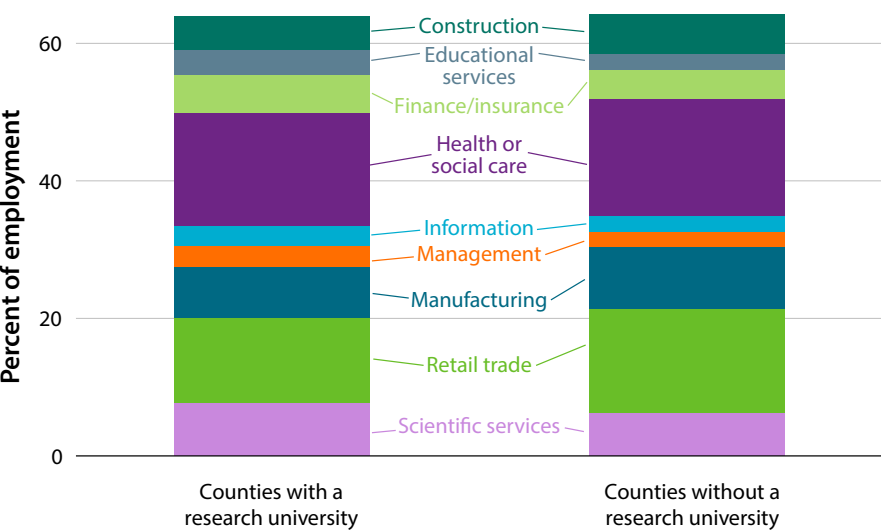 Percent of employment
60
40
20
0
Construction
Educational
services
Finance/insurance
Health or
social care
Information
Management
Manufacturing
Retail trade
Scientific services
Counties with a
research university
Counties without a
research university